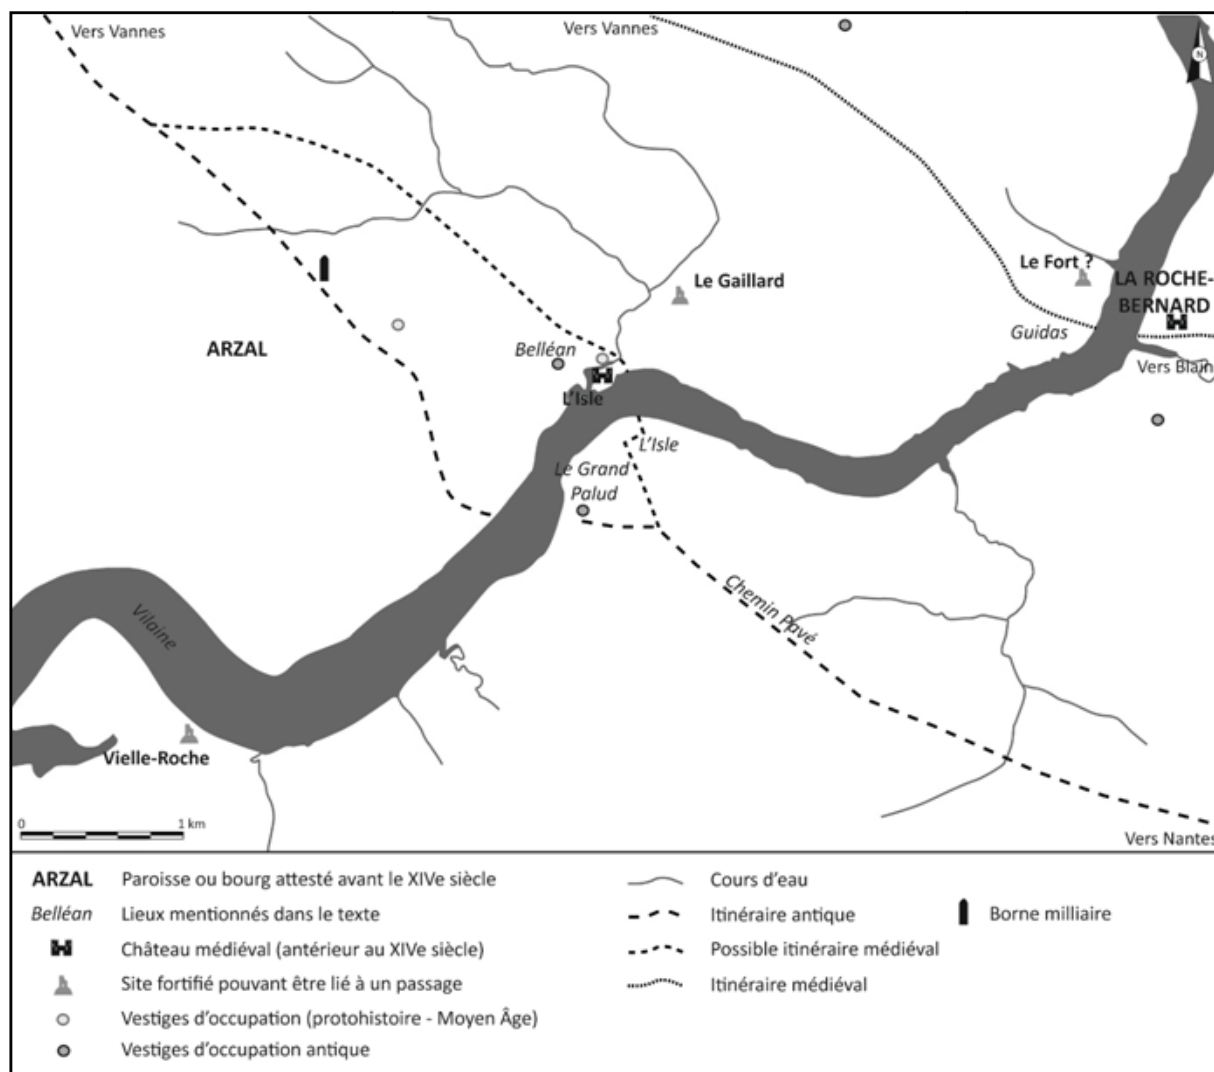 Vers Vannes
Vers Vannes
N
Le Fort ?
LA ROCHE-
BERNARD
Le Gaillard
Guidas
ARZAL
Belléan
Vers Blain
L'Isle
L'Isle
Le Grand
Palud
Chemin Pavé
Vilaine
Vielle-Roche
0 1 km
Vers Nantes
ARZAL Paroisse ou bourg attesté avant le XIVe siècle
Belléan Lieux mentionnés dans le texte
Château médiéval (antérieur au XIVe siècle)
Site fortifié pouvant être lié à un passage
Vestiges d'occupation (protohistoire - Moyen Âge)
Vestiges d'occupation antique
Cours d'eau
Itinéraire antique
Possible itinéraire médiéval
Itinéraire médiéval
Borne milliaire